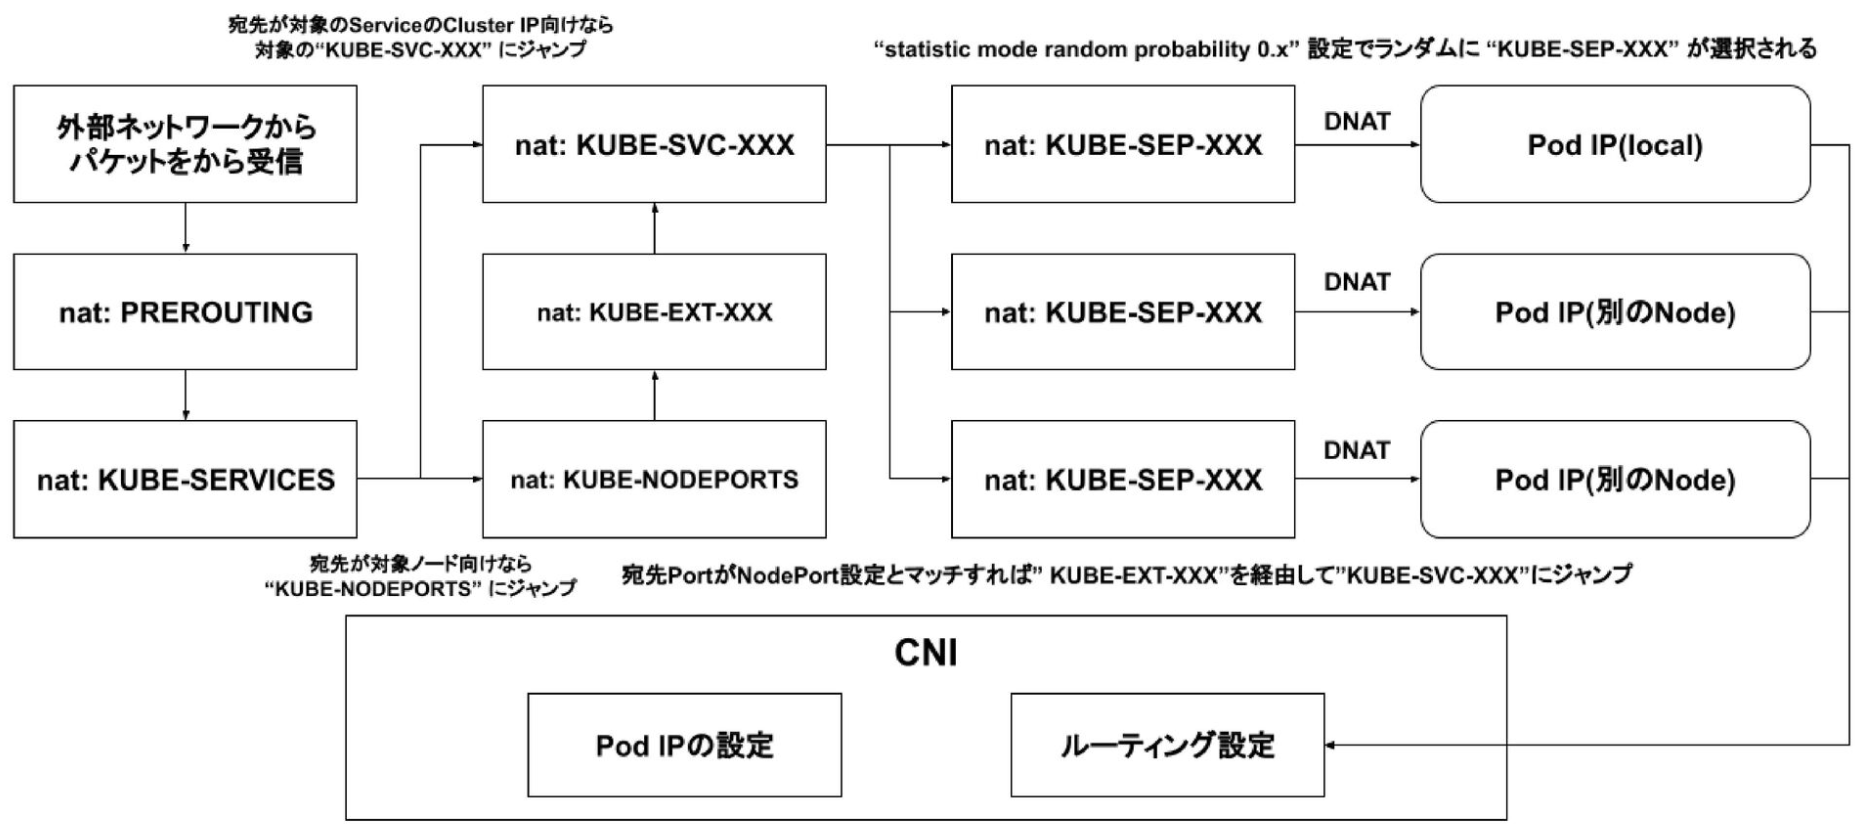 宛先が対象のServiceのCluster IP向けなら
対象の“KUBE-SVC-XXX” にジャンプ
“statistic mode random probability 0.x” 設定でランダムに “KUBE-SEP-XXX” が選択される
外部ネットワークから
パケットをから受信
nat: KUBE-SVC-XXX
nat: KUBE-SEP-XXX
DNAT
Pod IP(local)
nat: PREROUTING
nat: KUBE-EXT-XXX
nat: KUBE-SEP-XXX
DNAT
Pod IP(別のNode)
nat: KUBE-SERVICES
nat: KUBE-NODEPORTS
nat: KUBE-SEP-XXX
DNAT
Pod IP(別のNode)
宛先が対象ノード向けなら
“KUBE-NODEPORTS” にジャンプ
宛先PortがNodePort設定とマッチすれば” KUBE-EXT-XXX”を経由して”KUBE-SVC-XXX”にジャンプ
CNI
Pod IPの設定
ルーティング設定